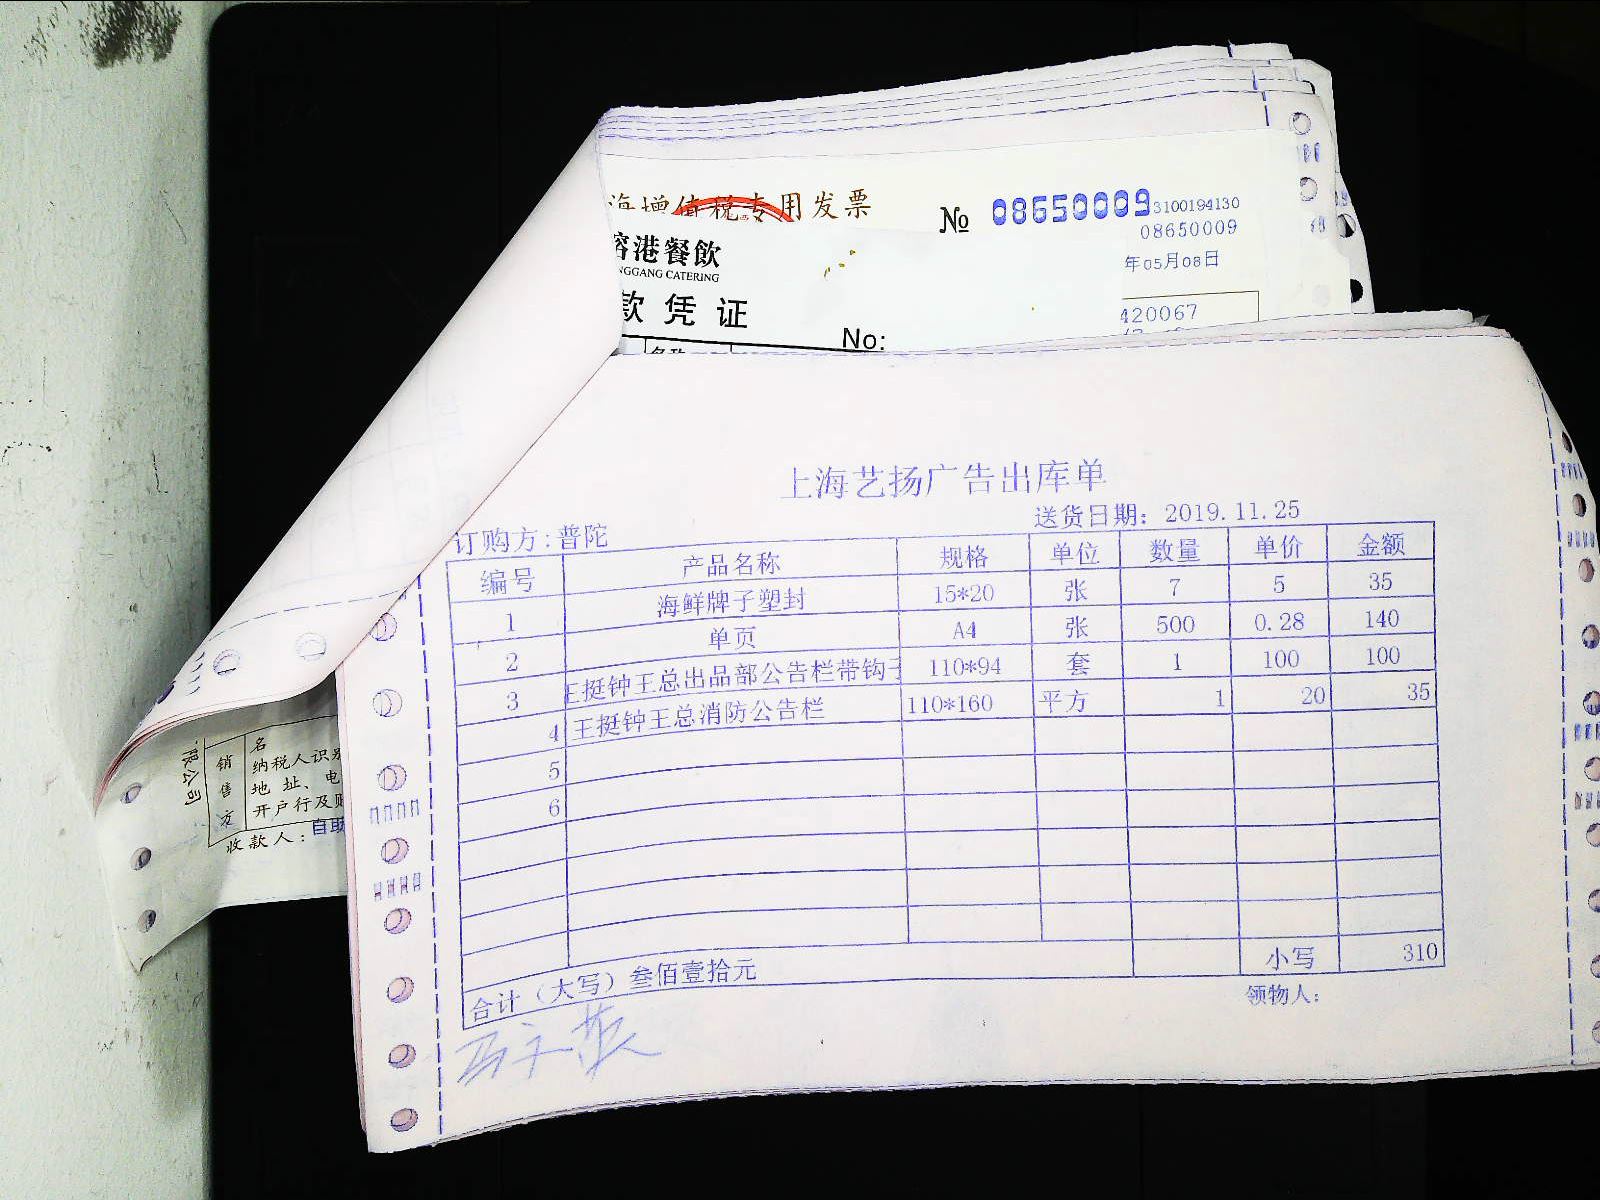 海增值税专用发票
№ 08650009 3100194130
08650009
年05月08日
港餐飲
NGGANG CATERING
款凭证
No:
420067
上海艺扬广告出库单
订购方:普陀 送货日期: 2019.11.25
编号 产品名称 规格 单位 数量 单价 金额
1 海鲜牌子塑封 15*20 张 7 5 35
2 单页 A4 张 500 0.28 140
3 王挺钟王总出品部公告栏带钩子 110*94 套 1 100 100
4 王挺钟王总消防公告栏 110*160 平方 1 20 35
5
6
合计（大写）叁佰壹拾元 小写 310
领物人:
限公司
销售方
名
纳税人识别
地 址、电
开户行及账
收款人: 自助